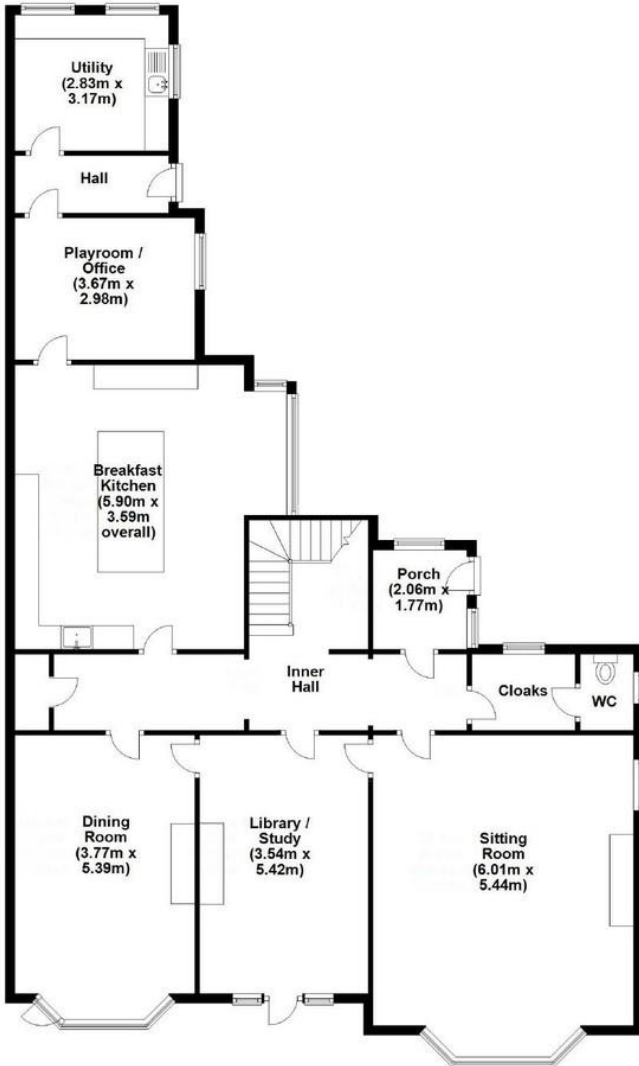 Utility
(2.83m x
3.17m)
Hall
Playroom /
Office
(3.67m x
2.98m)
Breakfast
Kitchen
(5.90m x
3.59m
overall)
Porch
(2.06m x
1.77m)
Inner
Hall
Cloaks
WC
Dining
Room
(3.77m x
5.39m)
Library /
Study
(3.54m x
5.42m)
Sitting
Room
(6.01m x
5.44m)